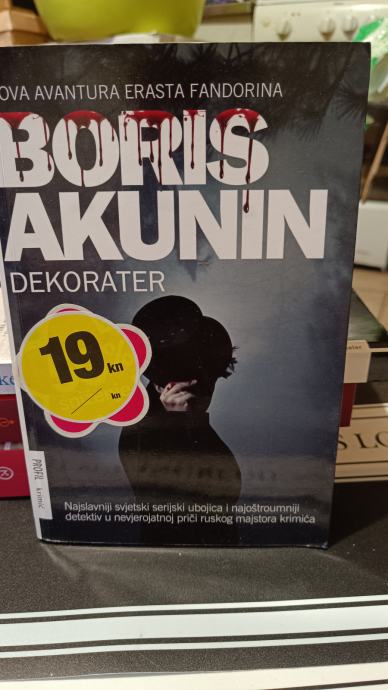 OVA AVANTURA ERASTA FANDORINA
BORIS
AKUNIN
DEKORATER
19 kn
kn
PROFIL krimić
Najslavniji svjetski serijski ubojica i najoštroumniji
detektiv u nevjerojatnoj priči ruskog majstora krimića